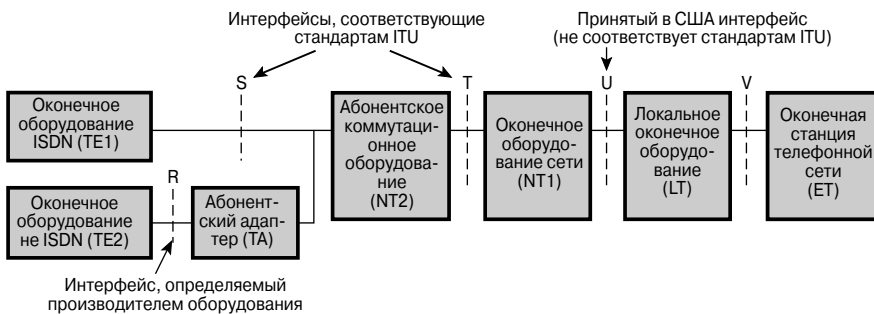 Интерфейсы, соответствующие
стандартам ITU
Принятый в США интерфейс
(не соответствует стандартам ITU)
S
T
U
V
Оконечное
оборудование
ISDN (TE1)
Абонентское
коммутаци-
онное
оборудова-
ние
(NT2)
Оконечное
оборудо-
вание сети
(NT1)
Локальное
оконечное
оборудо-
вание
(LT)
Оконечная
станция
телефонной
сети
(ET)
R
Оконечное
оборудование
не ISDN (TE2)
Абонент-
ский адап-
тер (TA)
Интерфейс, определяемый
производителем оборудования